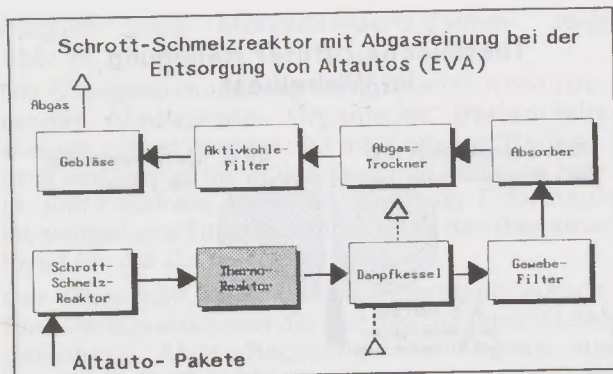 Schrott-Schmelzreaktor mit Abgasreinung bei der
Entsorgung von Altautos (EVA)
Abgas
Gebläse
Aktivkohle-
Filter
Abgas-
Trockner
Absorber
Schrott-
Schmelz-
Reaktor
Thermo-
Reaktor
Dampfkessel
Gewebe-
Filter
Altauto- Pakete